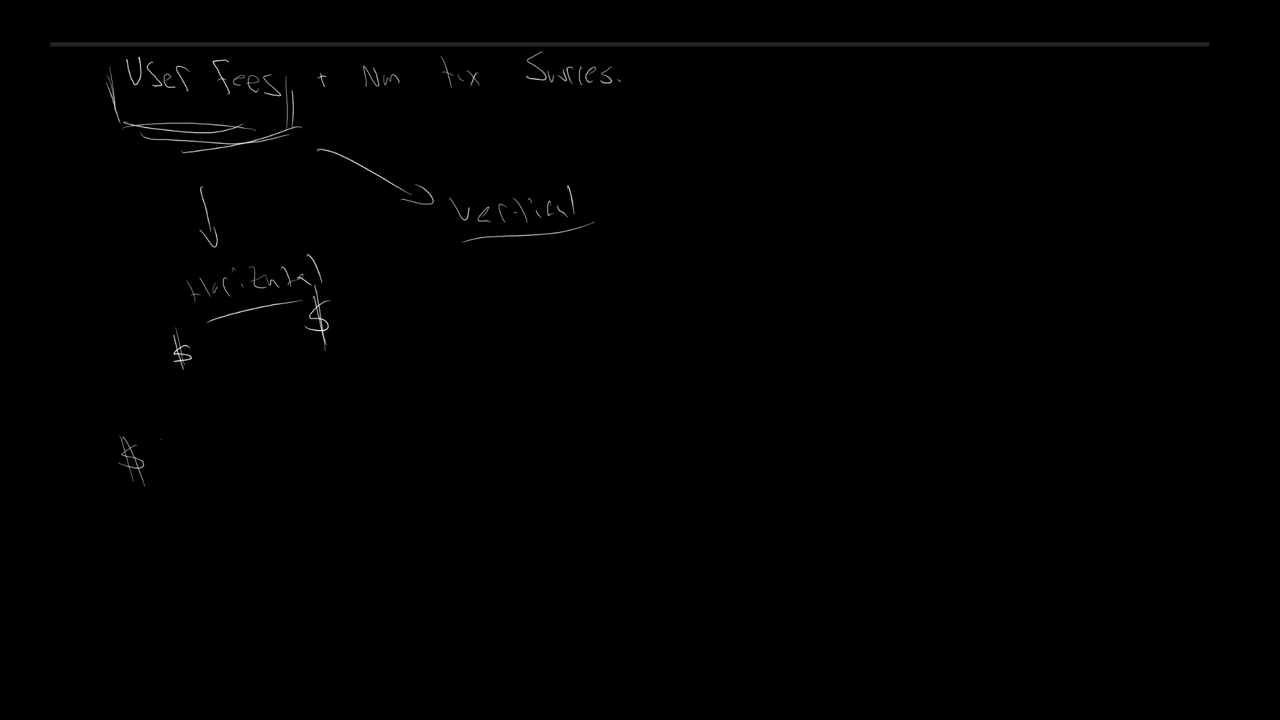 User Fees + Non tax Sources.
Vertical
Horizontal
$
$
$